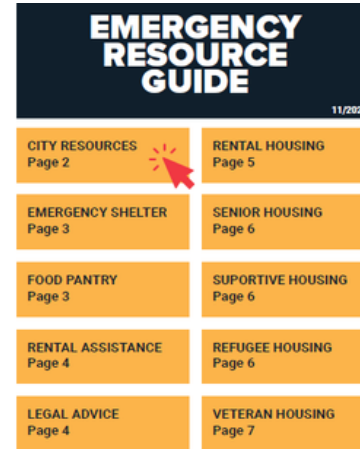 EMERGENCY
RESOURCE
GUIDE
CITY RESOURCES
Page 2
RENTAL HOUSING
Page 5
EMERGENCY SHELTER
Page 3
SENIOR HOUSING
Page 6
FOOD PANTRY
Page 3
SUPORTIVE HOUSING
Page 6
RENTAL ASSISTANCE
Page 4
REFUGEE HOUSING
Page 6
LEGAL ADVICE
Page 4
VETERAN HOUSING
Page 7